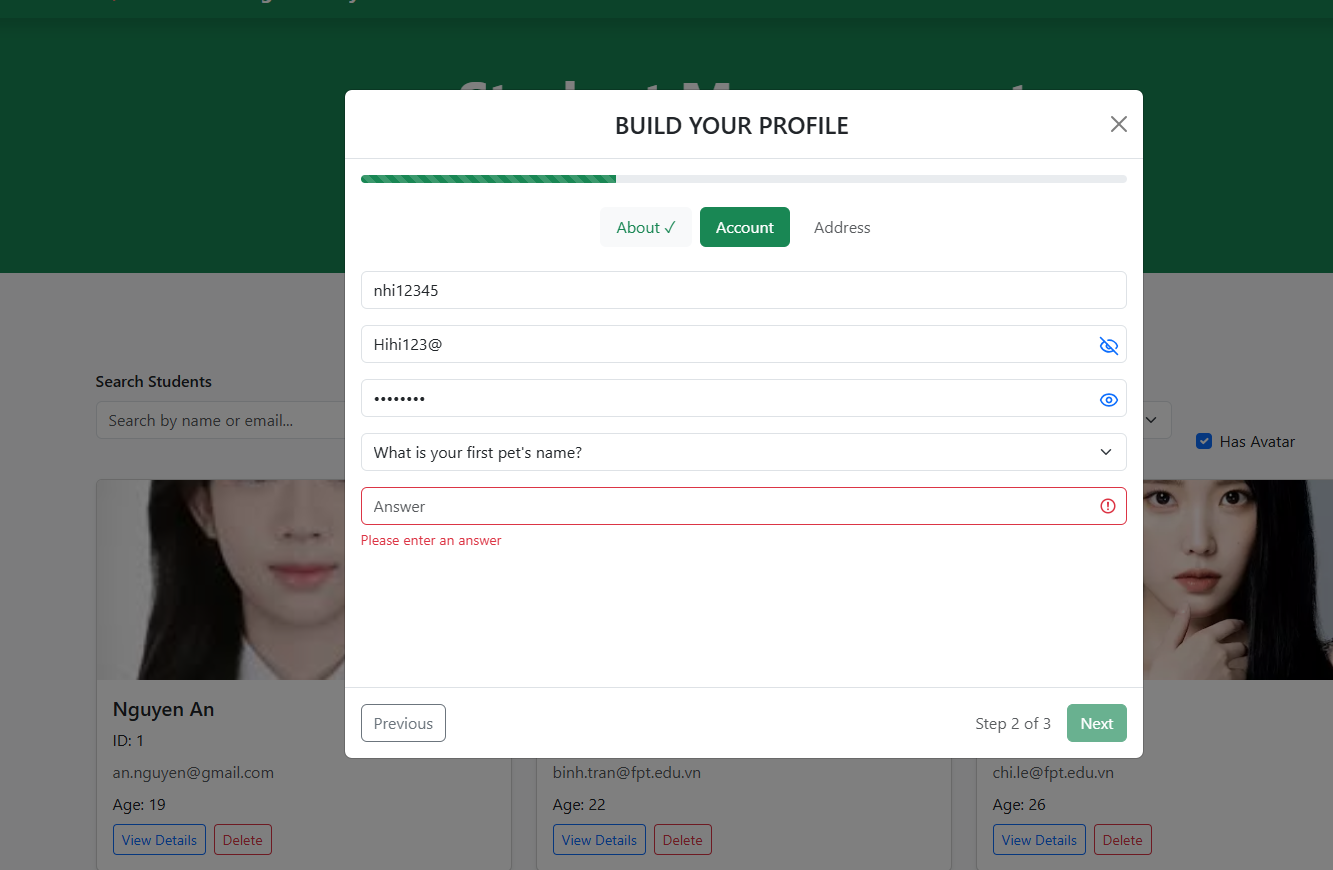 BUILD YOUR PROFILE
About ✓ Account Address
nhi12345
Hihi123@
••••••••
What is your first pet's name?
Answer
Please enter an answer
Previous Step 2 of 3 Next
Search Students
Search by name or email...
Has Avatar
Nguyen An
ID: 1
an.nguyen@gmail.com
Age: 19
View Details Delete
binh.tran@fpt.edu.vn
Age: 22
View Details Delete
chi.le@fpt.edu.vn
Age: 26
View Details Delete